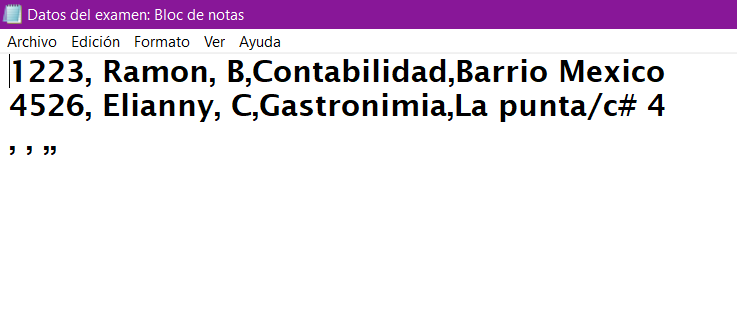 Datos del examen: Bloc de notas
Archivo Edición Formato Ver Ayuda
1223, Ramon, B,Contabilidad,Barrio Mexico
4526, Elianny, C,Gastronimia,La punta/c# 4
, , ,,